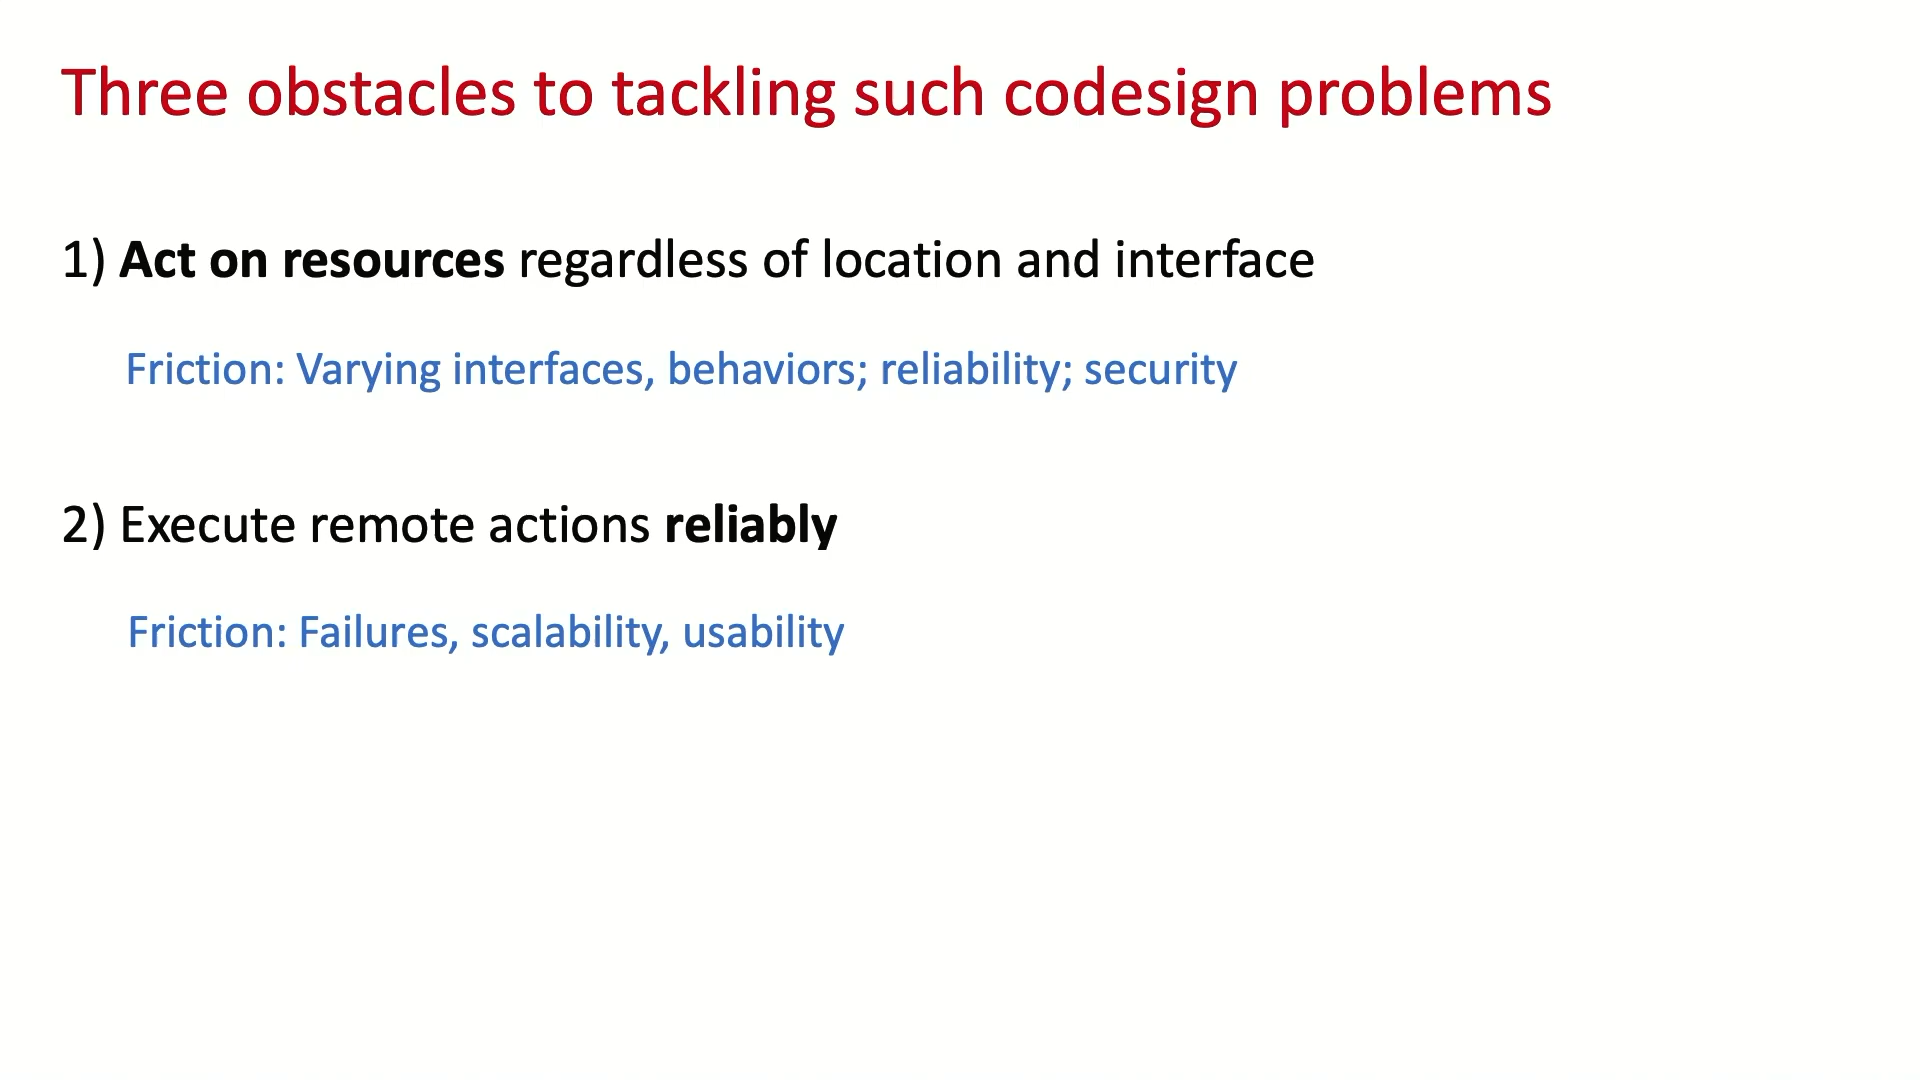 Three obstacles to tackling such codesign problems
1) Act on resources regardless of location and interface
Friction: Varying interfaces, behaviors; reliability; security
2) Execute remote actions reliably
Friction: Failures, scalability, usability